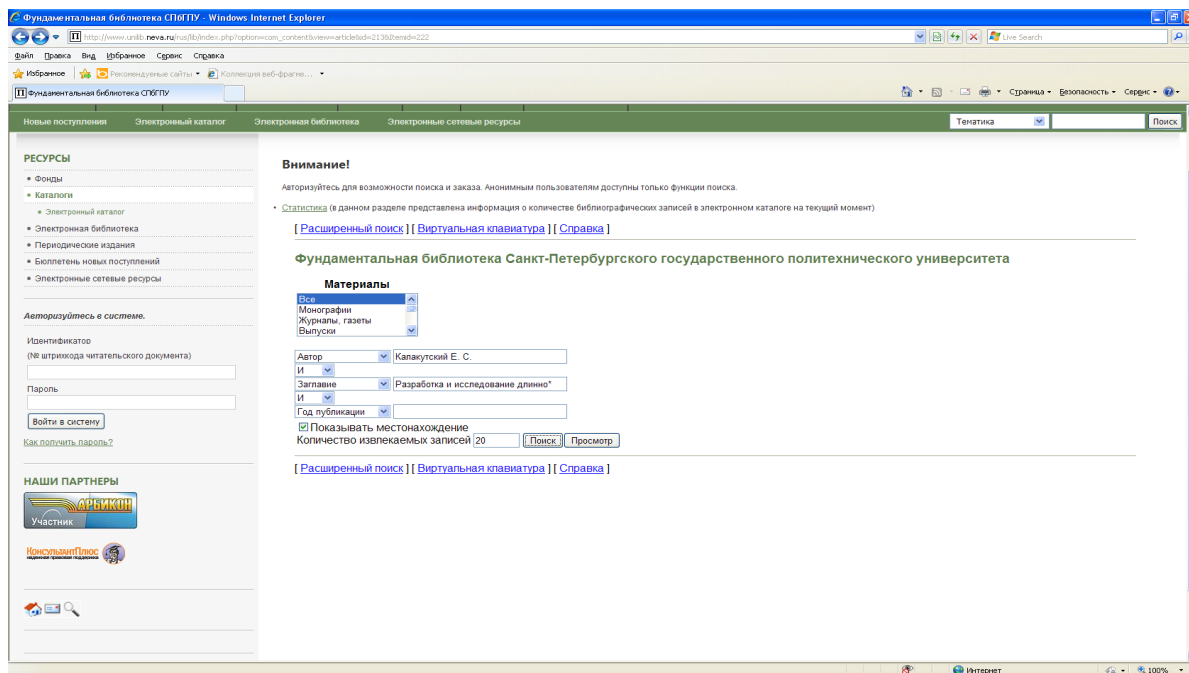 Фундаментальная библиотека СПбГПУ - Windows Internet Explorer
http://www.unilib.neva.ru/rus/lib/index.php?option=com_content&view=article&id=213&Itemid=222
Live Search
Файл Правка Вид Избранное Сервис Справка
Избранное Рекомендуемые сайты Коллекция веб-фрагме...
Фундаментальная библиотека СПбГПУ
Страница Безопасность Сервис
Новые поступления Электронный каталог Электронная библиотека Электронные сетевые ресурсы Тематика Поиск
РЕСУРСЫ
Фонды
Каталоги
Электронный каталог
Электронная библиотека
Периодические издания
Бюллетень новых поступлений
Электронные сетевые ресурсы
Авторизуйтесь в системе.
Идентификатор
(№ штрихкода читательского документа)
Пароль
Войти в систему
Как получить пароль?
НАШИ ПАРТНЕРЫ
АРБИКОН
Участник
КонсультантПлюс
надежная правовая поддержка
Внимание!
Авторизуйтесь для возможности поиска и заказа. Анонимным пользователям доступны только функции поиска.
Статистика (в данном разделе представлена информация о количестве библиографических записей в электронном каталоге на текущий момент)
[ Расширенный поиск ] [ Виртуальная клавиатура ] [ Справка ]
Фундаментальная библиотека Санкт-Петербургского государственного политехнического университета
Материалы
Все
Монографии
Журналы, газеты
Выпуски
Автор Калакутский Е. С.
И
Заглавие Разработка и исследование длинно*
И
Год публикации
Показывать местонахождение
Количество извлекаемых записей 20 Поиск Просмотр
[ Расширенный поиск ] [ Виртуальная клавиатура ] [ Справка ]
Интернет 100%